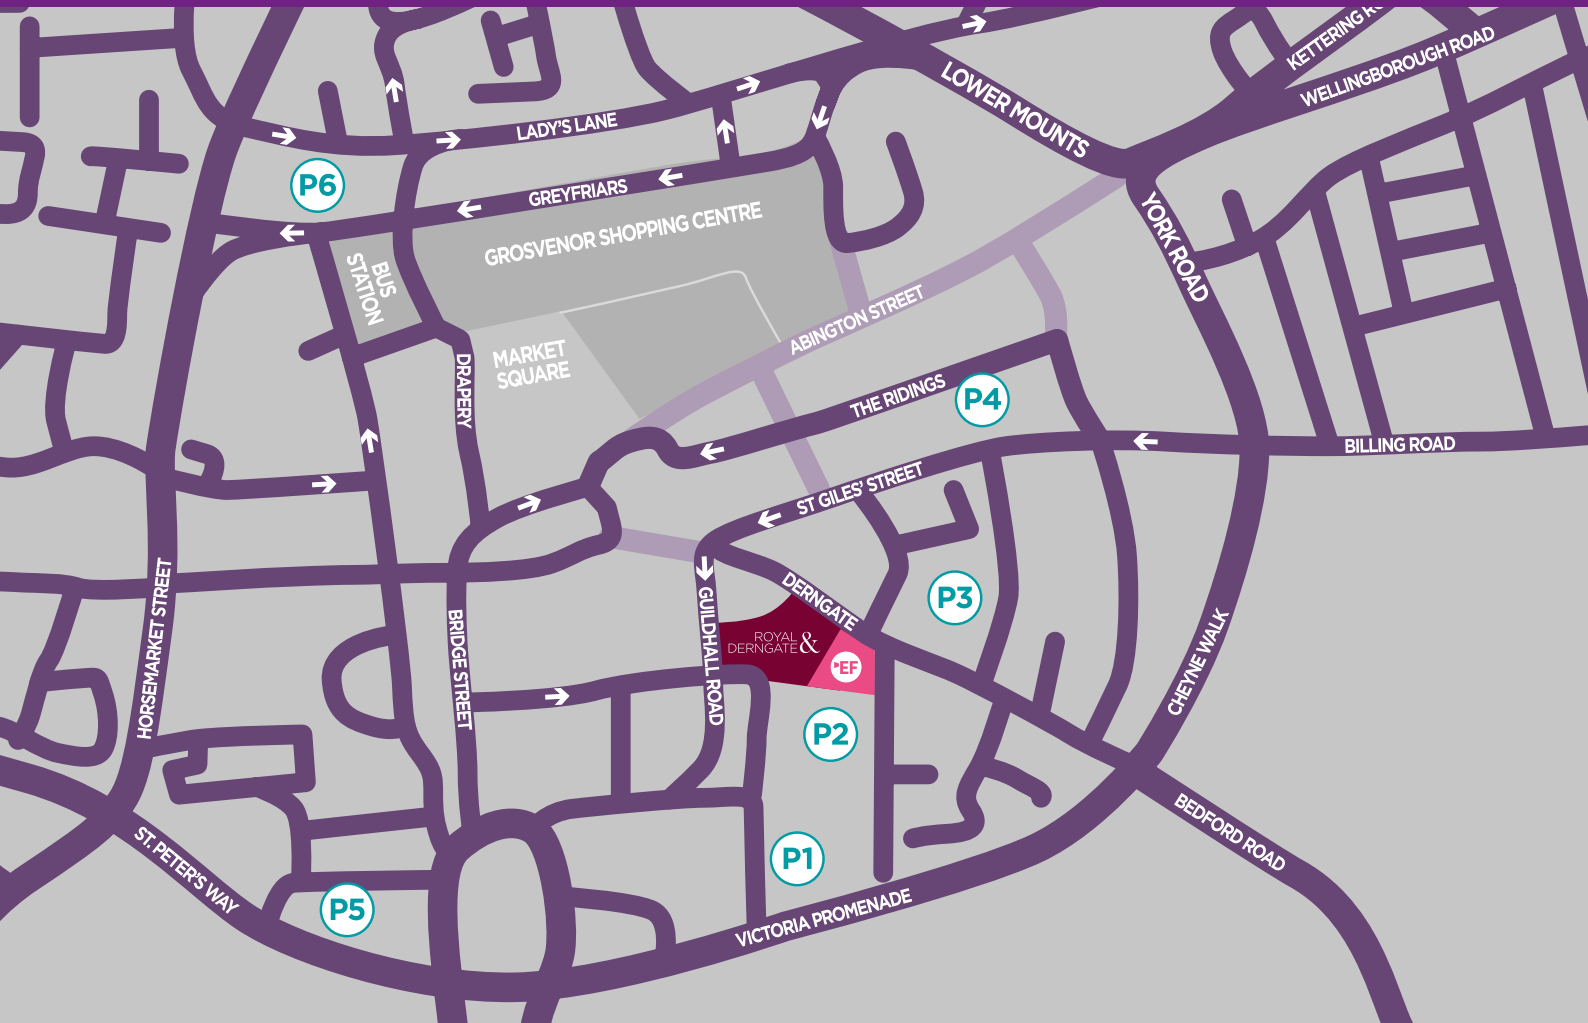 KETTERING RO
WELLINGBOROUGH ROAD
LOWER MOUNTS
LADY'S LANE
P6
GREYFRIARS
GROSVENOR SHOPPING CENTRE
YORK ROAD
BUS
STATION
ABINGTON STREET
MARKET
SQUARE
DRAPERY
THE RIDINGS
P4
BILLING ROAD
ST GILES' STREET
HORSEMARKET STREET
BRIDGE STREET
GUILDHALL ROAD
DERNGATE
P3
ROYAL
DERNGATE &
EF
CHEYNE WALK
P2
BEDFORD ROAD
ST. PETER'S WAY
P1
P5
VICTORIA PROMENADE